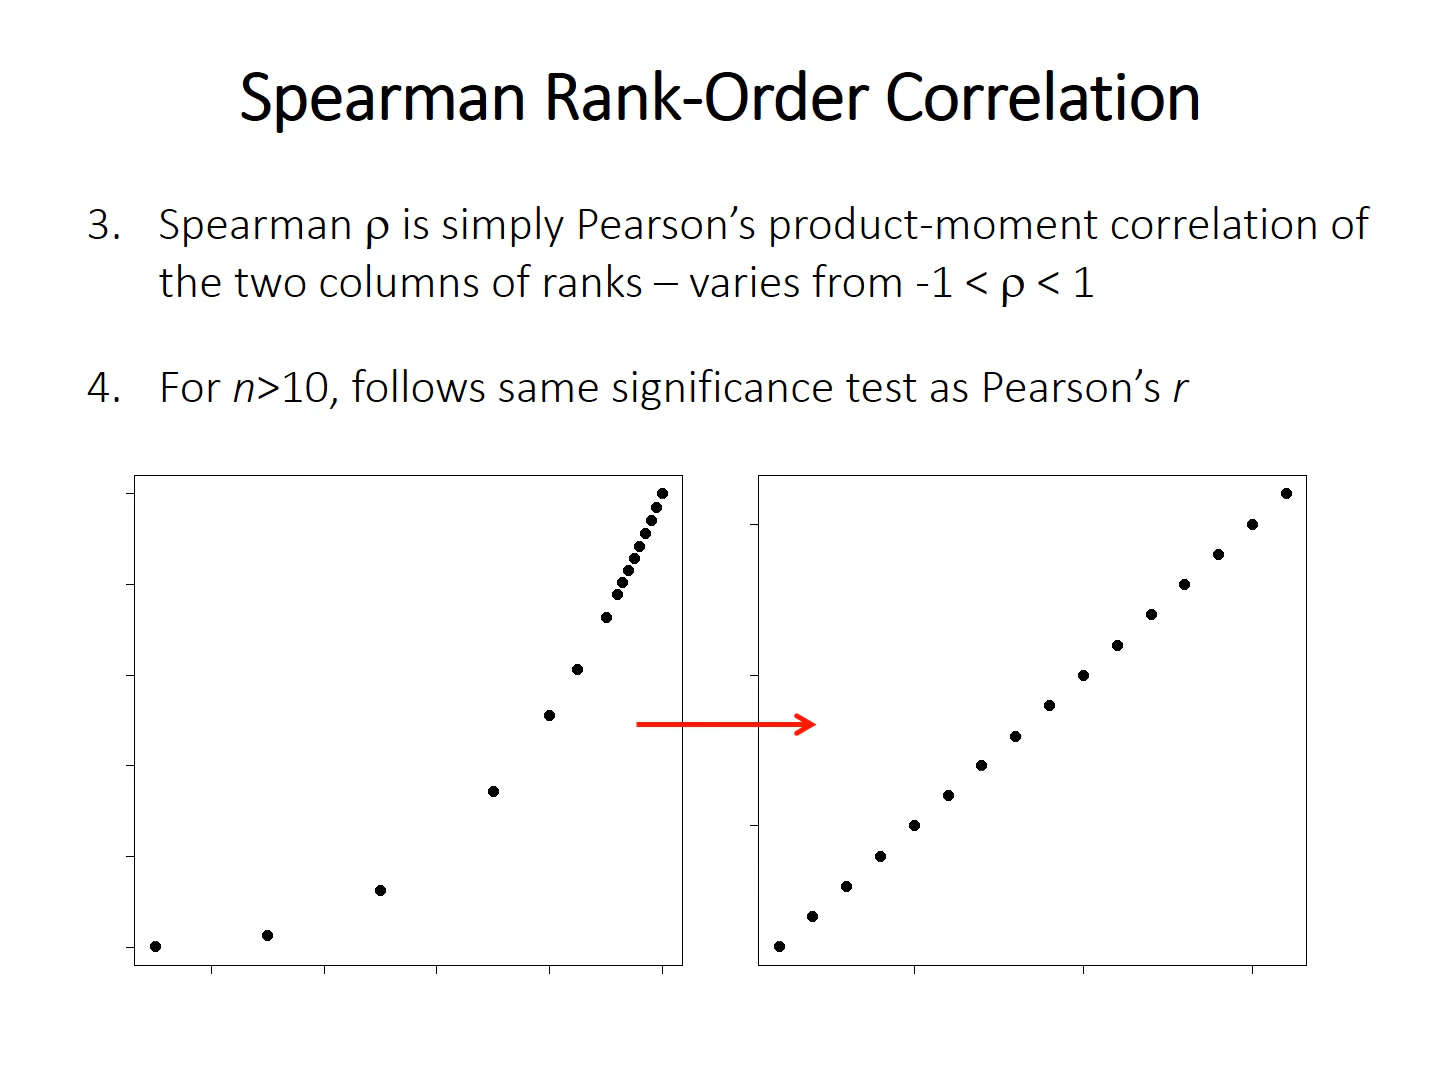 Spearman Rank-Order Correlation
3. Spearman ρ is simply Pearson’s product-moment correlation of
the two columns of ranks – varies from -1 < ρ < 1
4. For n>10, follows same significance test as Pearson’s r